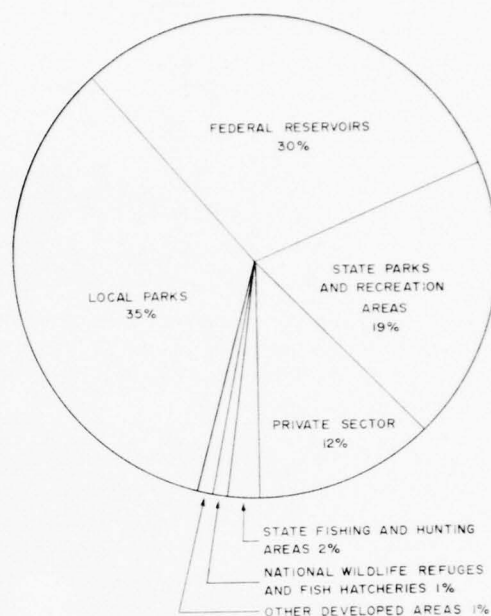 FEDERAL RESERVOIRS
30%
STATE PARKS
AND RECREATION
AREAS
19%
LOCAL PARKS
35%
PRIVATE SECTOR
12%
STATE FISHING AND HUNTING
AREAS 2%
NATIONAL WILDLIFE REFUGES
AND FISH HATCHERIES 1%
OTHER DEVELOPED AREAS 1%